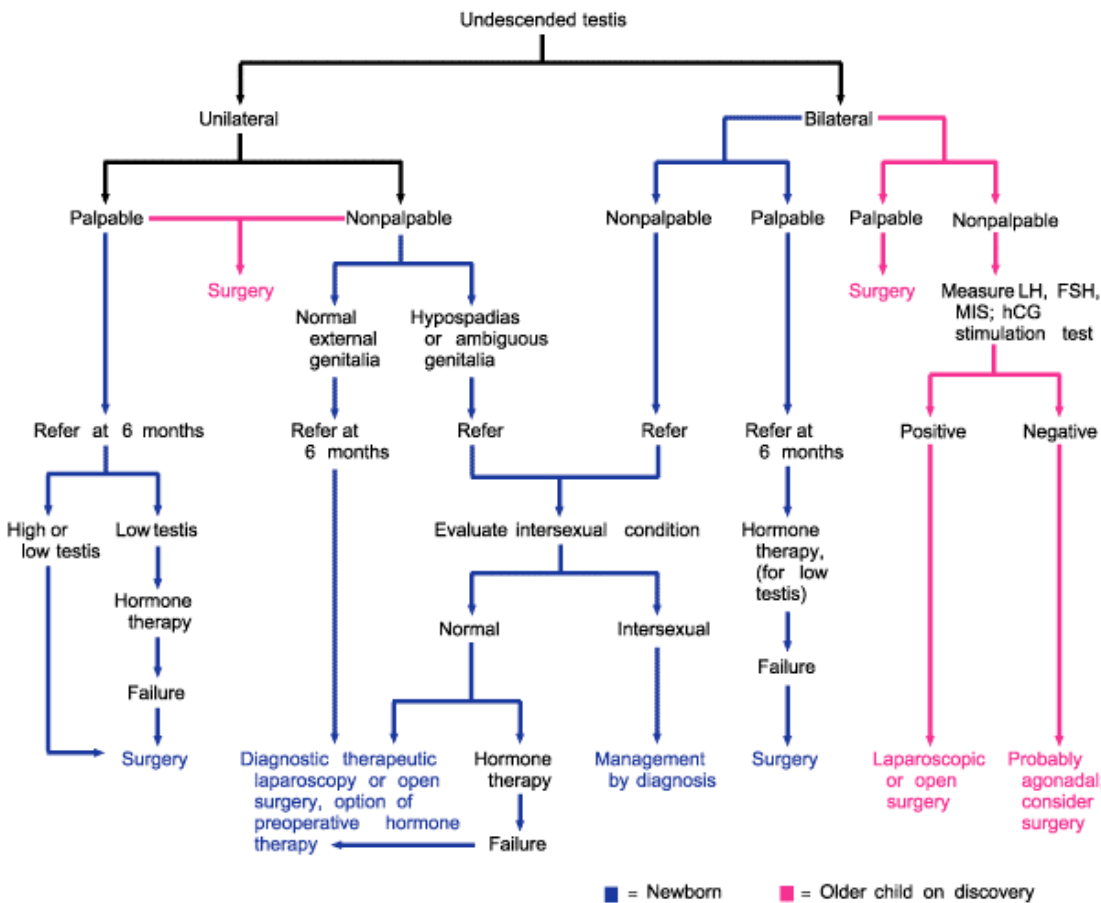 Undescended testis
Unilateral
Bilateral
Palpable
Nonpalpable
Nonpalpable
Palpable
Palpable
Nonpalpable
Surgery
Surgery
Normal
external
genitalia
Hypospadias
or ambiguous
genitalia
Measure LH, FSH,
MIS; hCG
stimulation test
Refer at 6 months
Refer at
6 months
Refer
Refer
Refer at
6 months
Positive
Negative
High or
low testis
Low testis
Evaluate intersexual condition
Hormone
therapy,
(for low
testis)
Hormone
therapy
Normal
Intersexual
Failure
Failure
Surgery
Diagnostic therapeutic
laparoscopy or open
surgery, option of
preoperative hormone
therapy
Hormone
therapy
Failure
Management
by diagnosis
Surgery
Laparoscopic
or open
surgery
Probably
agonadal
consider
surgery
= Newborn
= Older child on discovery